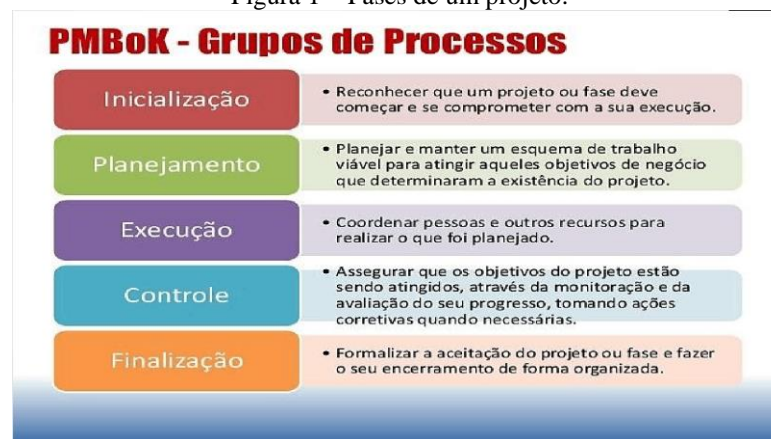 Figura 1 – Fases de um projeto.
PMBoK - Grupos de Processos
Inicialização
• Reconhecer que um projeto ou fase deve
começar e se comprometer com a sua execução.
Planejamento
• Planejar e manter um esquema de trabalho
viável para atingir aqueles objetivos de negócio
que determinaram a existência do projeto.
Execução
• Coordenar pessoas e outros recursos para
realizar o que foi planejado.
Controle
• Assegurar que os objetivos do projeto estão
sendo atingidos, através da monitoração e da
avaliação do seu progresso, tomando ações
corretivas quando necessárias.
Finalização
• Formalizar a aceitação do projeto ou fase e fazer
o seu encerramento de forma organizada.